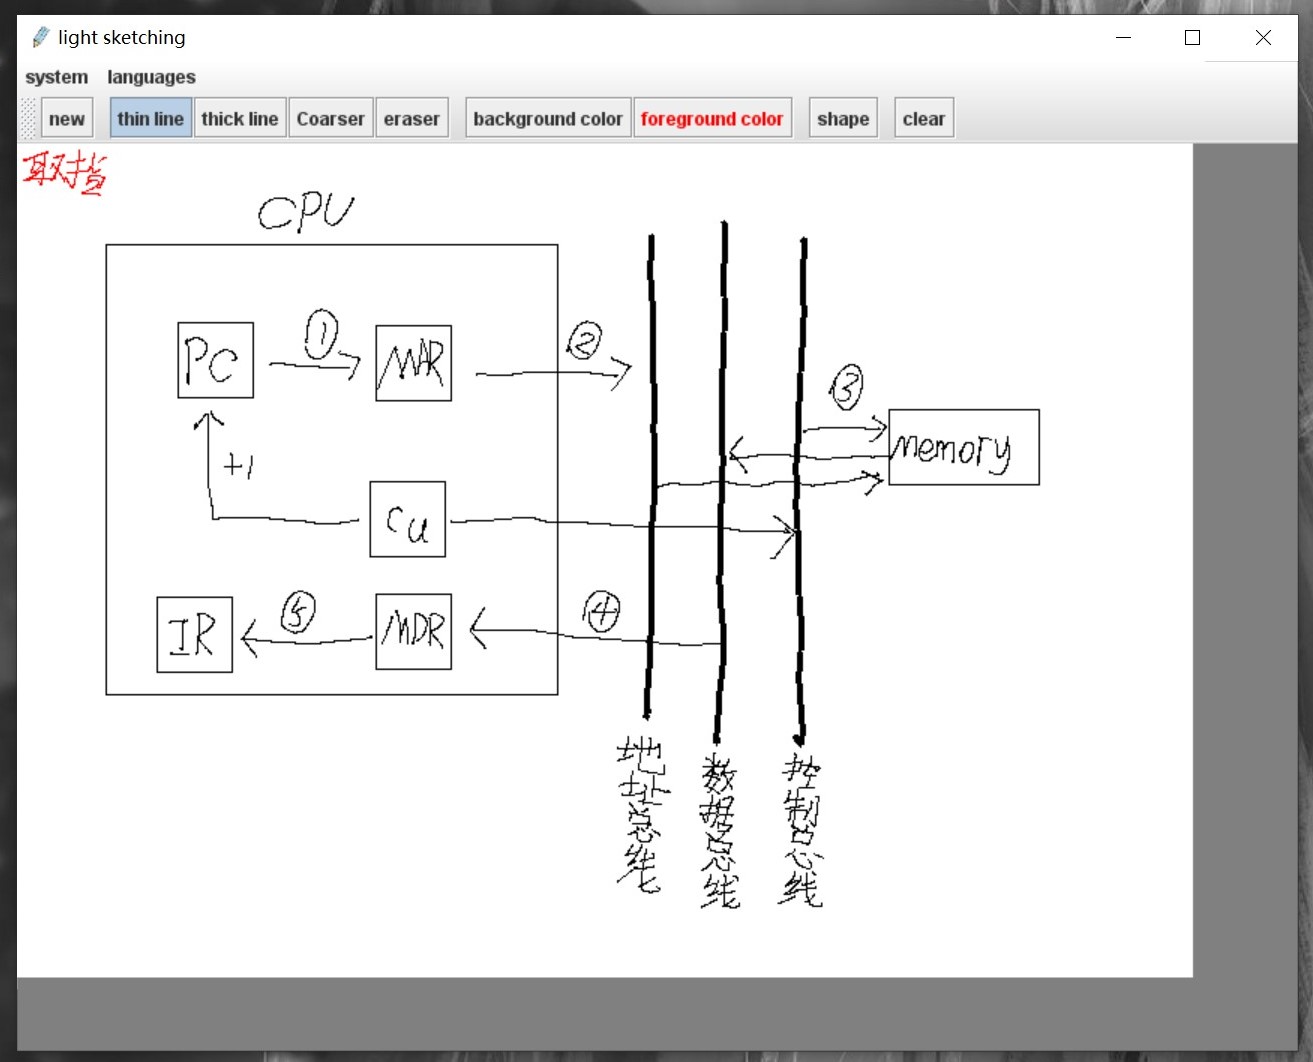 light sketching
system languages
new thin line thick line Coarser eraser background color foreground color shape clear
取指
CPU
PC ① MAR ②
③
memory
+1
Cu
IR ⑤ MDR ④
地址总线
数据总线
控制总线